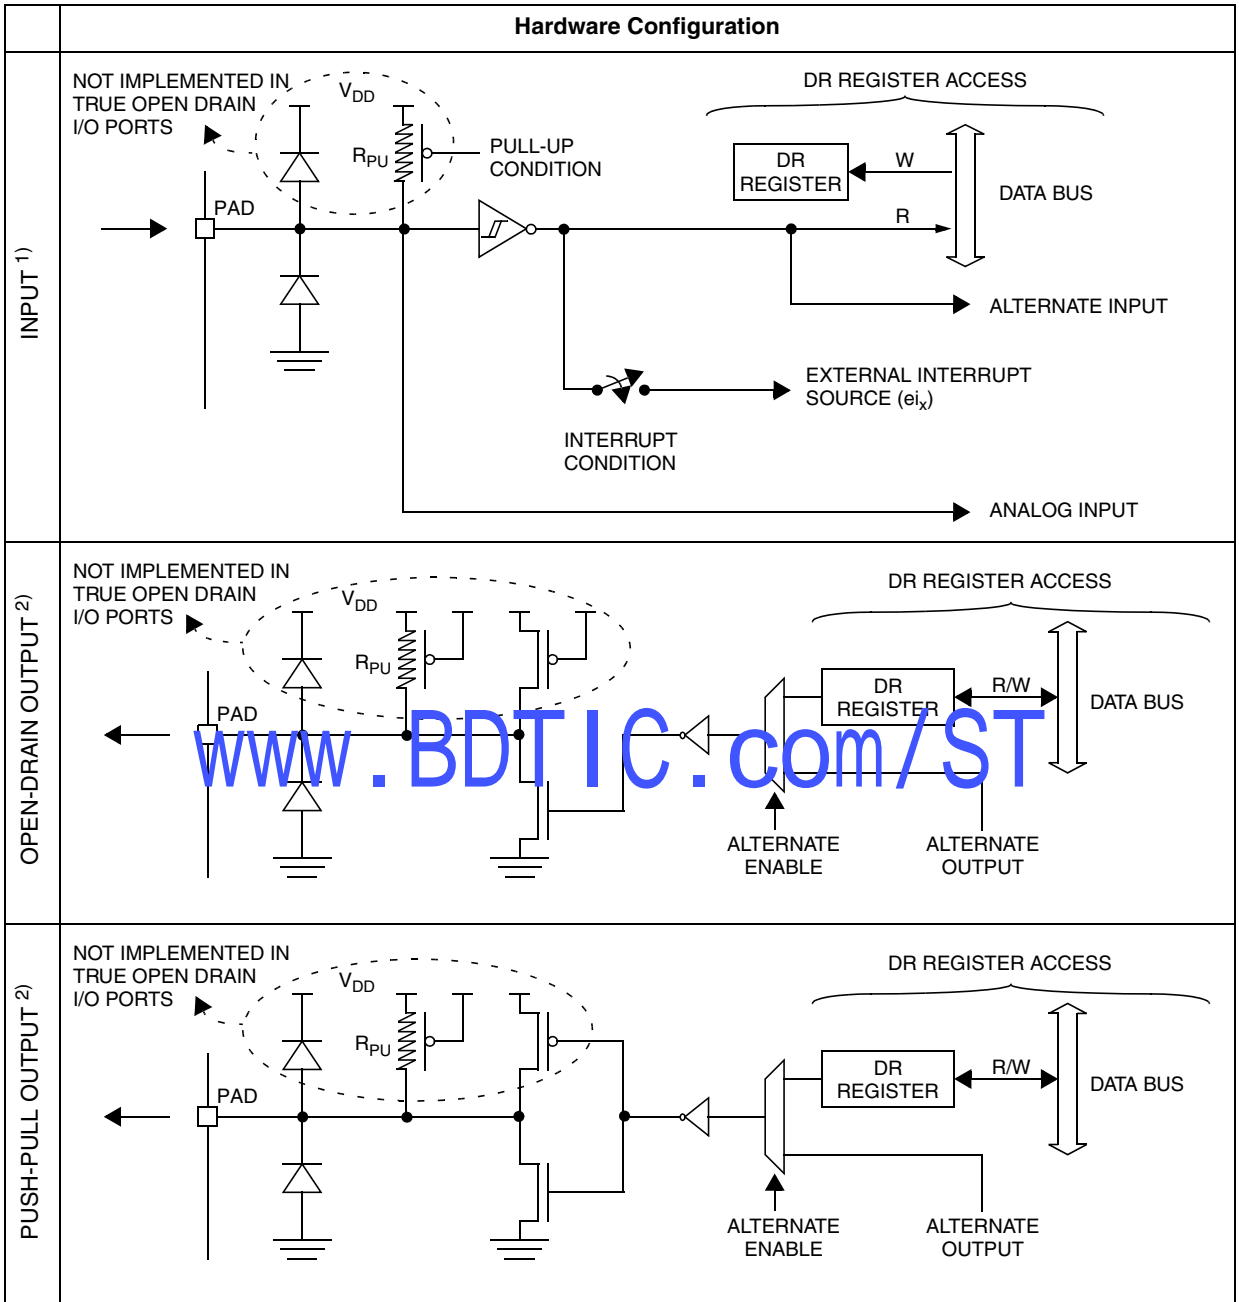 Hardware Configuration
INPUT 1)
NOT IMPLEMENTED IN
TRUE OPEN DRAIN
I/O PORTS
VDD
RPU
PULL-UP
CONDITION
PAD
DR REGISTER ACCESS
DR
REGISTER
W
R
DATA BUS
ALTERNATE INPUT
EXTERNAL INTERRUPT
SOURCE (eix)
INTERRUPT
CONDITION
ANALOG INPUT
OPEN-DRAIN OUTPUT 2)
NOT IMPLEMENTED IN
TRUE OPEN DRAIN
I/O PORTS
VDD
RPU
PAD
DR REGISTER ACCESS
DR
REGISTER
R/W
DATA BUS
ALTERNATE
ENABLE
ALTERNATE
OUTPUT
www.BDTIC.com/ST
PUSH-PULL OUTPUT 2)
NOT IMPLEMENTED IN
TRUE OPEN DRAIN
I/O PORTS
VDD
RPU
PAD
DR REGISTER ACCESS
DR
REGISTER
R/W
DATA BUS
ALTERNATE
ENABLE
ALTERNATE
OUTPUT